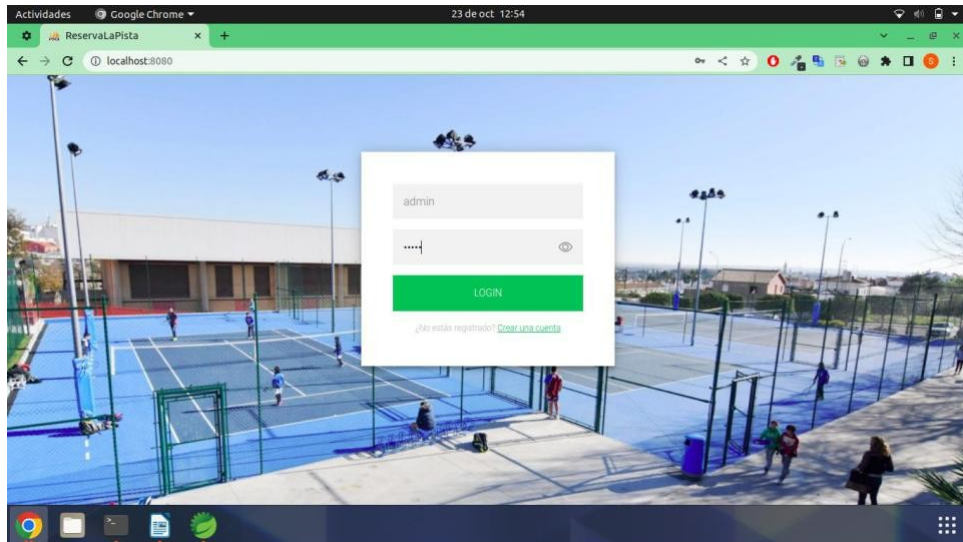 Actividades Google Chrome 23 de oct 12:54
ReservaLaPista
localhost:8080
admin
•••••
LOGIN
¿No estás registrado? Crear una cuenta